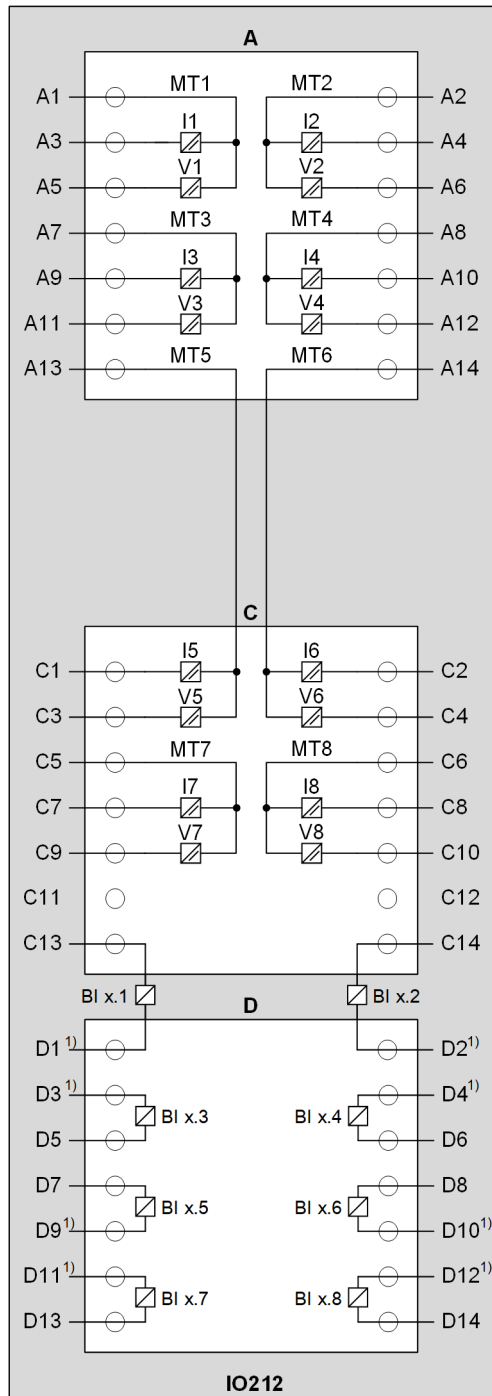 A
A1 MT1 MT2 A2
A3 I1 I2 A4
A5 V1 V2 A6
A7 MT3 MT4 A8
A9 I3 I4 A10
A11 V3 V4 A12
A13 MT5 MT6 A14
C
C1 I5 I6 C2
C3 V5 V6 C4
C5 MT7 MT8 C6
C7 I7 I8 C8
C9 V7 V8 C10
C11 C12
C13 C14
BI x.1 BI x.2
D
D1 1) D2 1)
D3 1) D4 1)
BI x.3 BI x.4
D5 D6
D7 D8
BI x.5 BI x.6
D9 1) D10 1)
D11 1) D12 1)
BI x.7 BI x.8
D13 D14
IO212